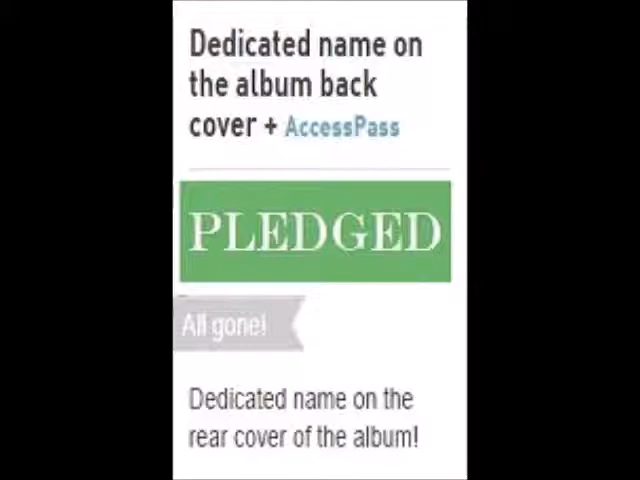 Dedicated name on
the album back
cover + AccessPass
PLEDGED
All gone!
Dedicated name on the
rear cover of the album!